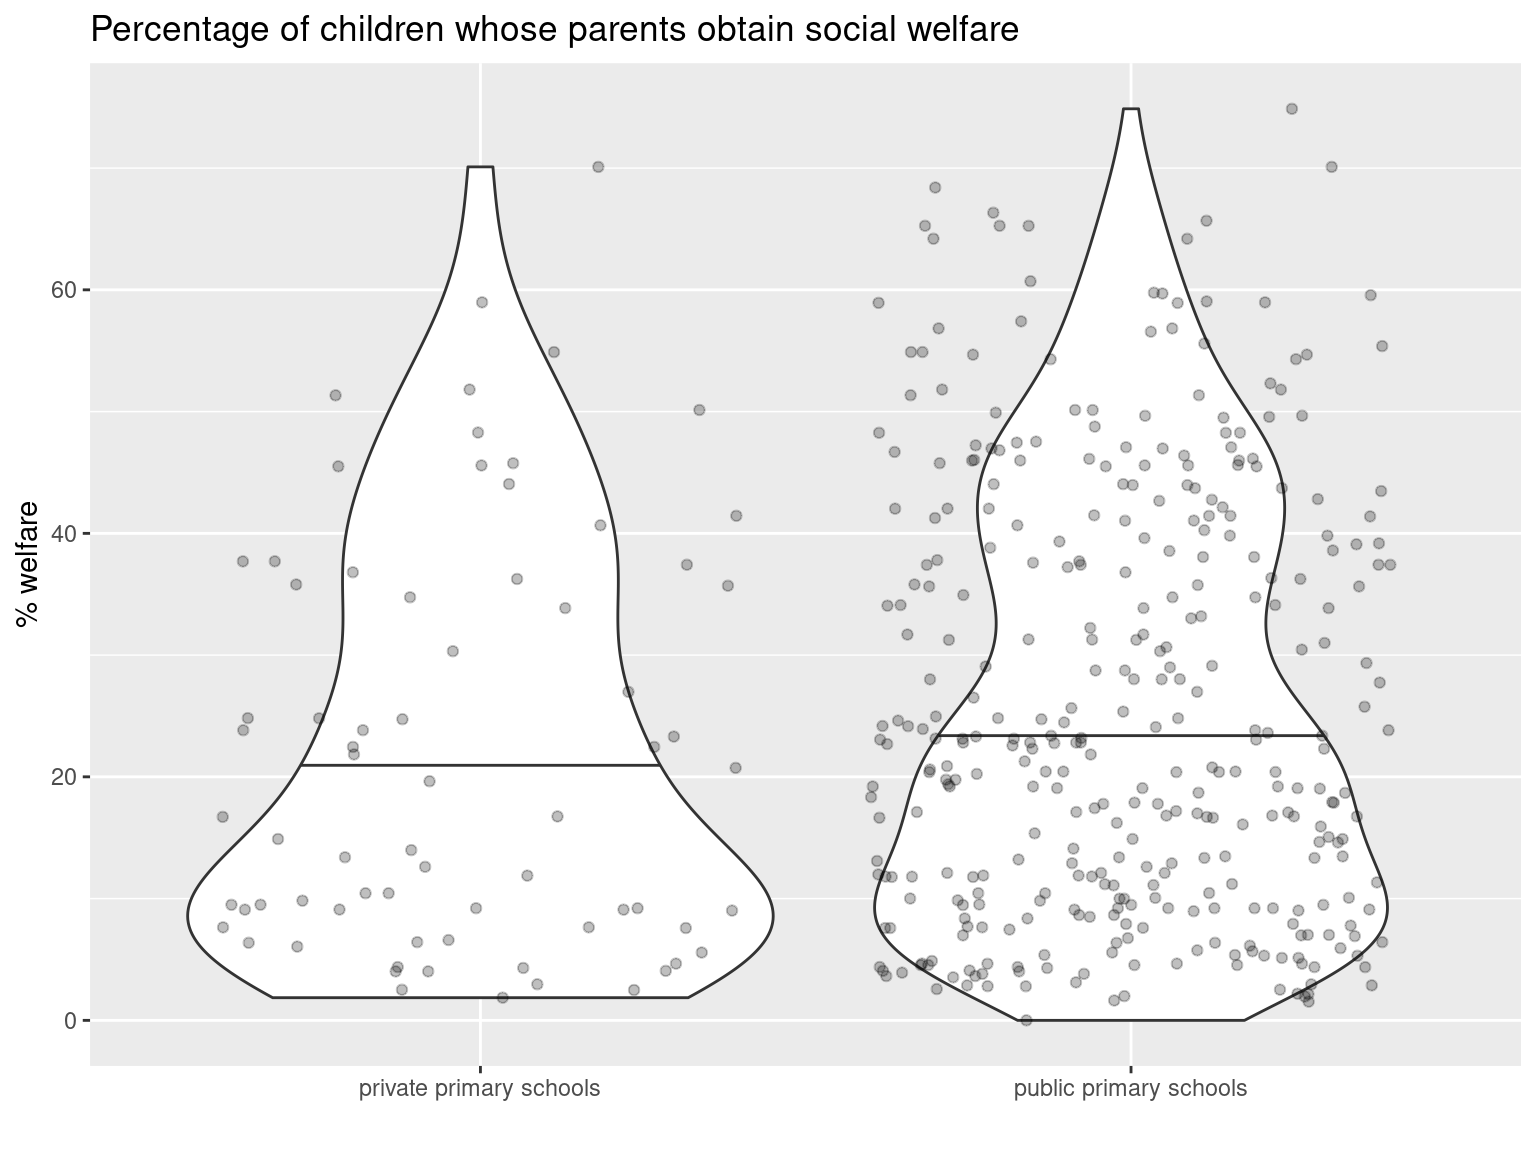 Percentage of children whose parents obtain social welfare
% welfare
60
40
20
0
private primary schools
public primary schools